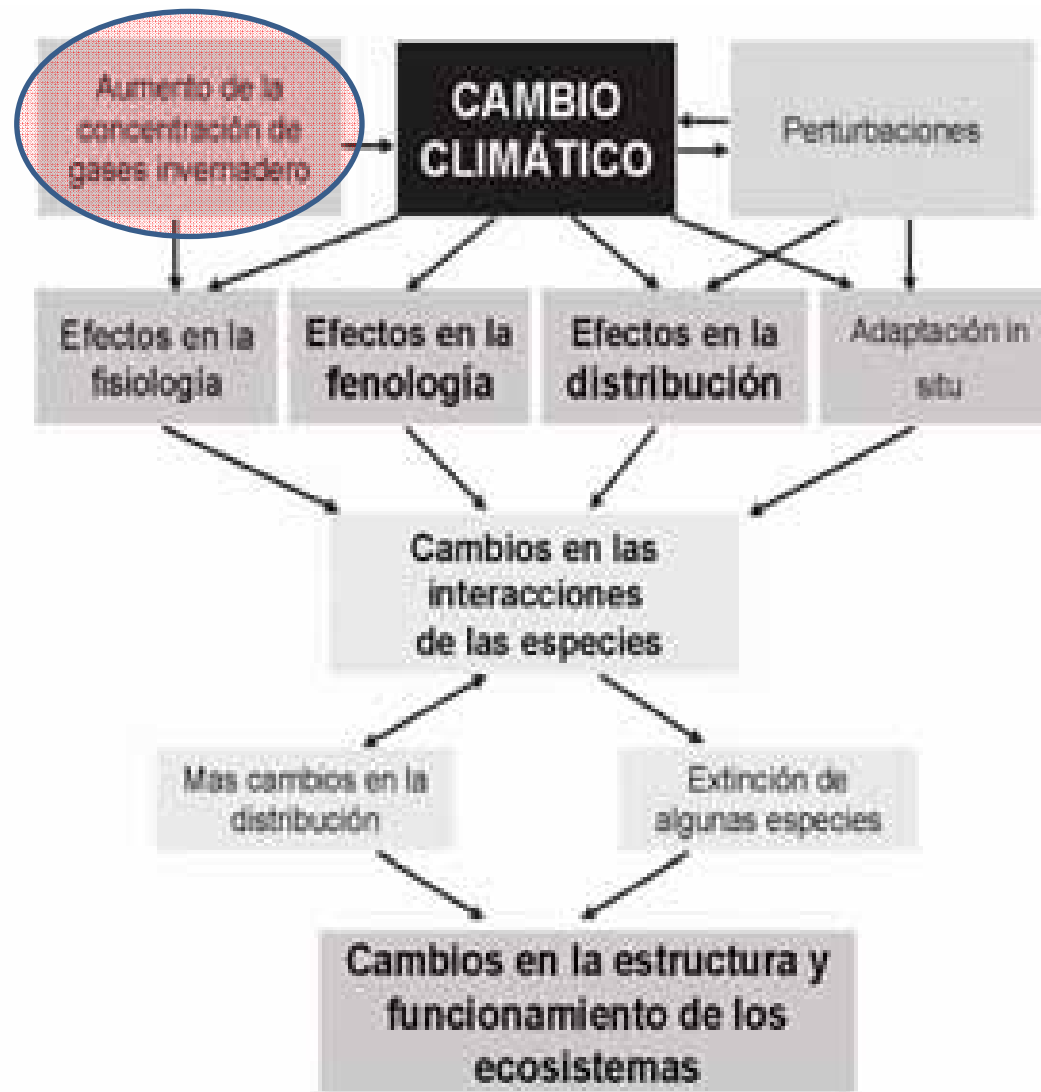 Aumento de la
concentración de
gases invernadero
CAMBIO
CLIMÁTICO
Perturbaciones
Efectos en la
fisiología
Efectos en la
fenología
Efectos en la
distribución
Adaptación in
situ
Cambios en las
interacciones
de las especies
Mas cambios en la
distribución
Extinción de
algunas especies
Cambios en la estructura y
funcionamiento de los
ecosistemas